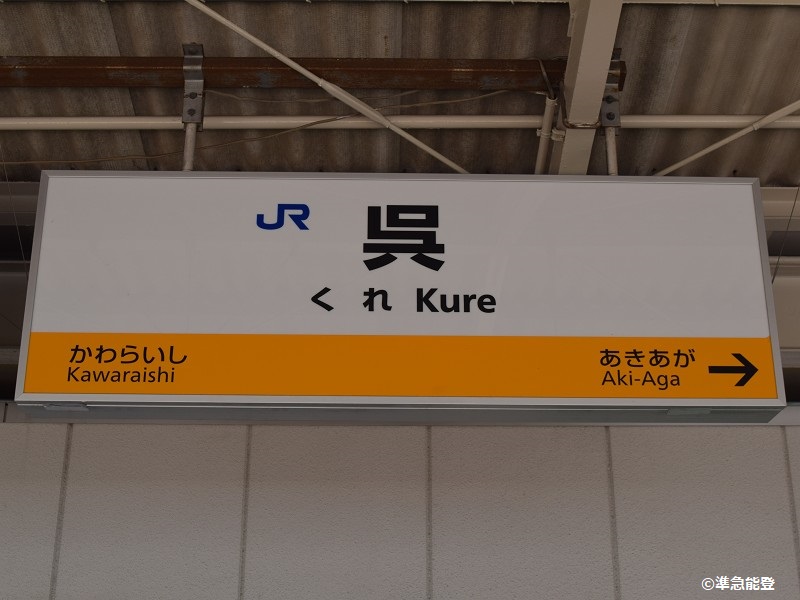 JR 呉
くれ Kure
かわらいし
Kawaraishi
あきあが →
Aki-Aga
©準急能登